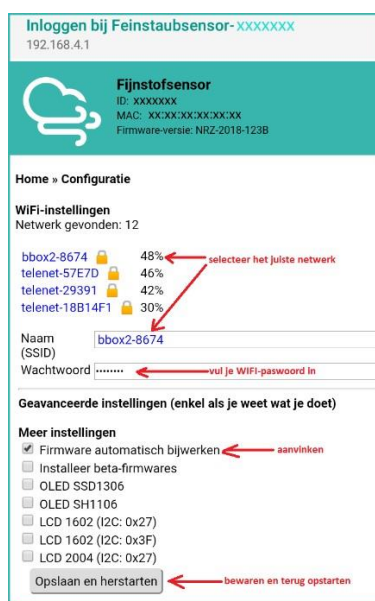 Inloggen bij Feinstaubsensor-xxxxxxx
192.168.4.1
Fijnstofsensor
ID: xxxxxxx
MAC: xx:xx:xx:xx:xx:xx
Firmware-versie: NRZ-2018-123B
Home » Configuratie
WiFi-instellingen
Netwerk gevonden: 12
bbox2-8674 🔒 48% selecteer het juiste netwerk
telenet-57E7D 🔒 46%
telenet-29391 🔒 42%
telenet-18B14F1 🔒 30%
Naam (SSID) bbox2-8674
Wachtwoord •••••••• vul je WIFI-paswoord in
Geavanceerde instellingen (enkel als je weet wat je doet)
Meer instellingen
Firmware automatisch bijwerken aanvinken
Installeer beta-firmwares
OLED SSD1306
OLED SH1106
LCD 1602 (I2C: 0x27)
LCD 1602 (I2C: 0x3F)
LCD 2004 (I2C: 0x27)
Opslaan en herstarten bewaren en terug opstarten